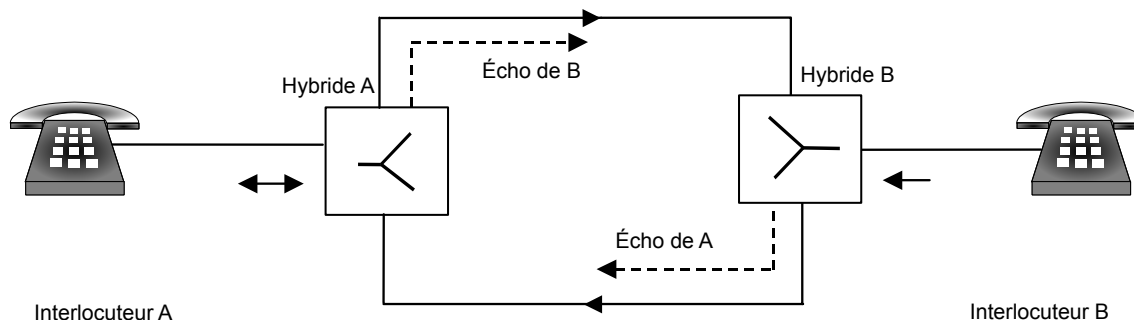 Écho de B
Hybride A
Hybride B
Écho de A
Interlocuteur A
Interlocuteur B